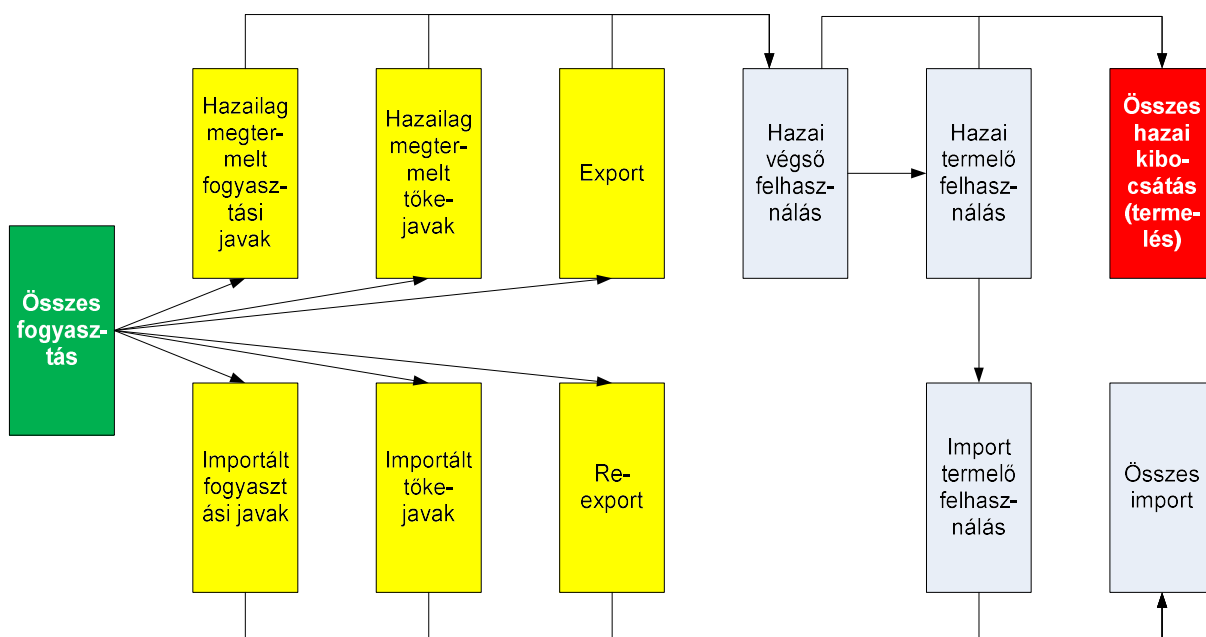 Összes
fogyasz-
tás
Hazailag
megter-
melt
fogyasz-
tási
javak
Hazailag
megter-
melt
tőke-
javak
Export
Hazai
végső
felhasz-
nálás
Hazai
termelő
felhasz-
nálás
Összes
hazai
kibo-
csátás
(terme-
lés)
Importált
fogyaszt
ási javak
Importált
tőke-
javak
Re-
export
Import
termelő
felhasz-
nálás
Összes
import